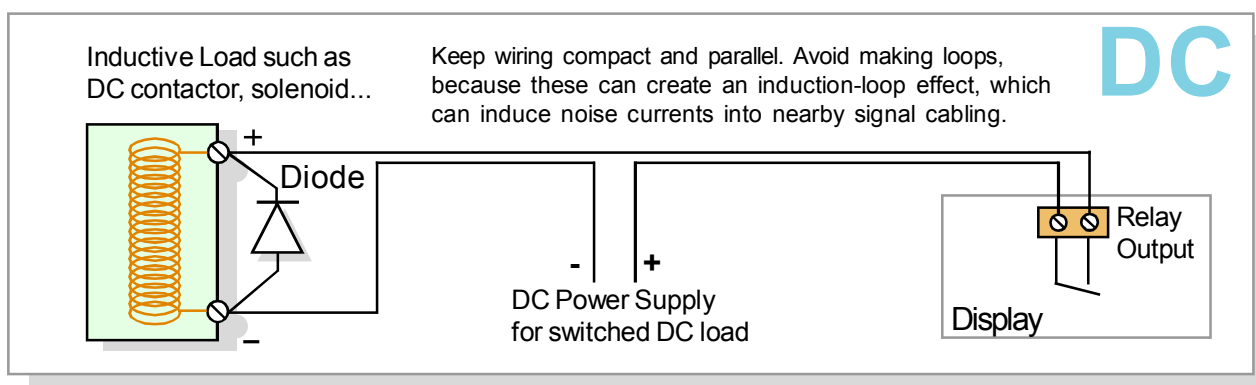 Inductive Load such as
DC contactor, solenoid...
Keep wiring compact and parallel. Avoid making loops,
because these can create an induction-loop effect, which
can induce noise currents into nearby signal cabling.
DC
+
Diode
-
- +
DC Power Supply
for switched DC load
Relay
Output
Display